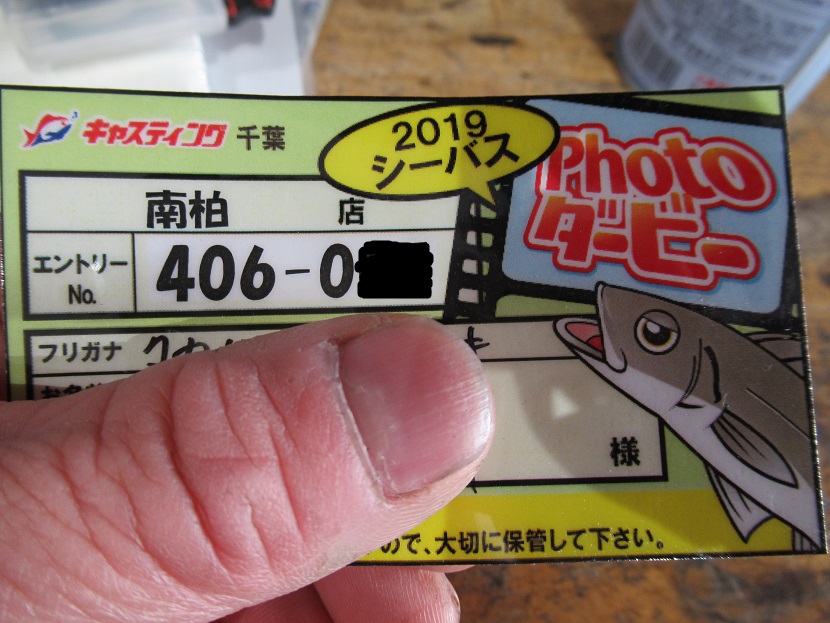 キャスティング 千葉
2019
シーバス
Photo
ダービー
南柏 店
エントリー
No.
406-0
フリガナ
様
ので、大切に保管して下さい。